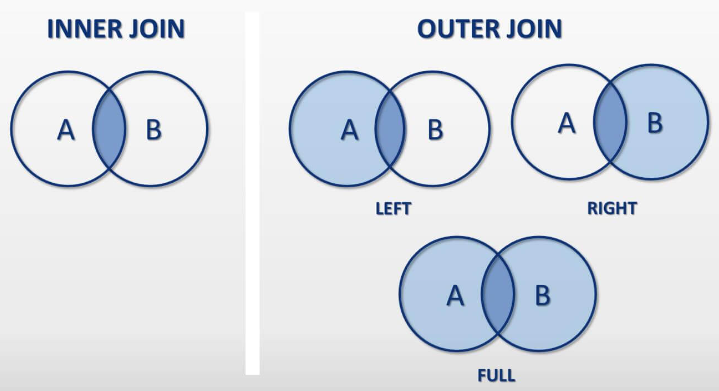 INNER JOIN
A B
OUTER JOIN
A B
LEFT
A B
RIGHT
A B
FULL